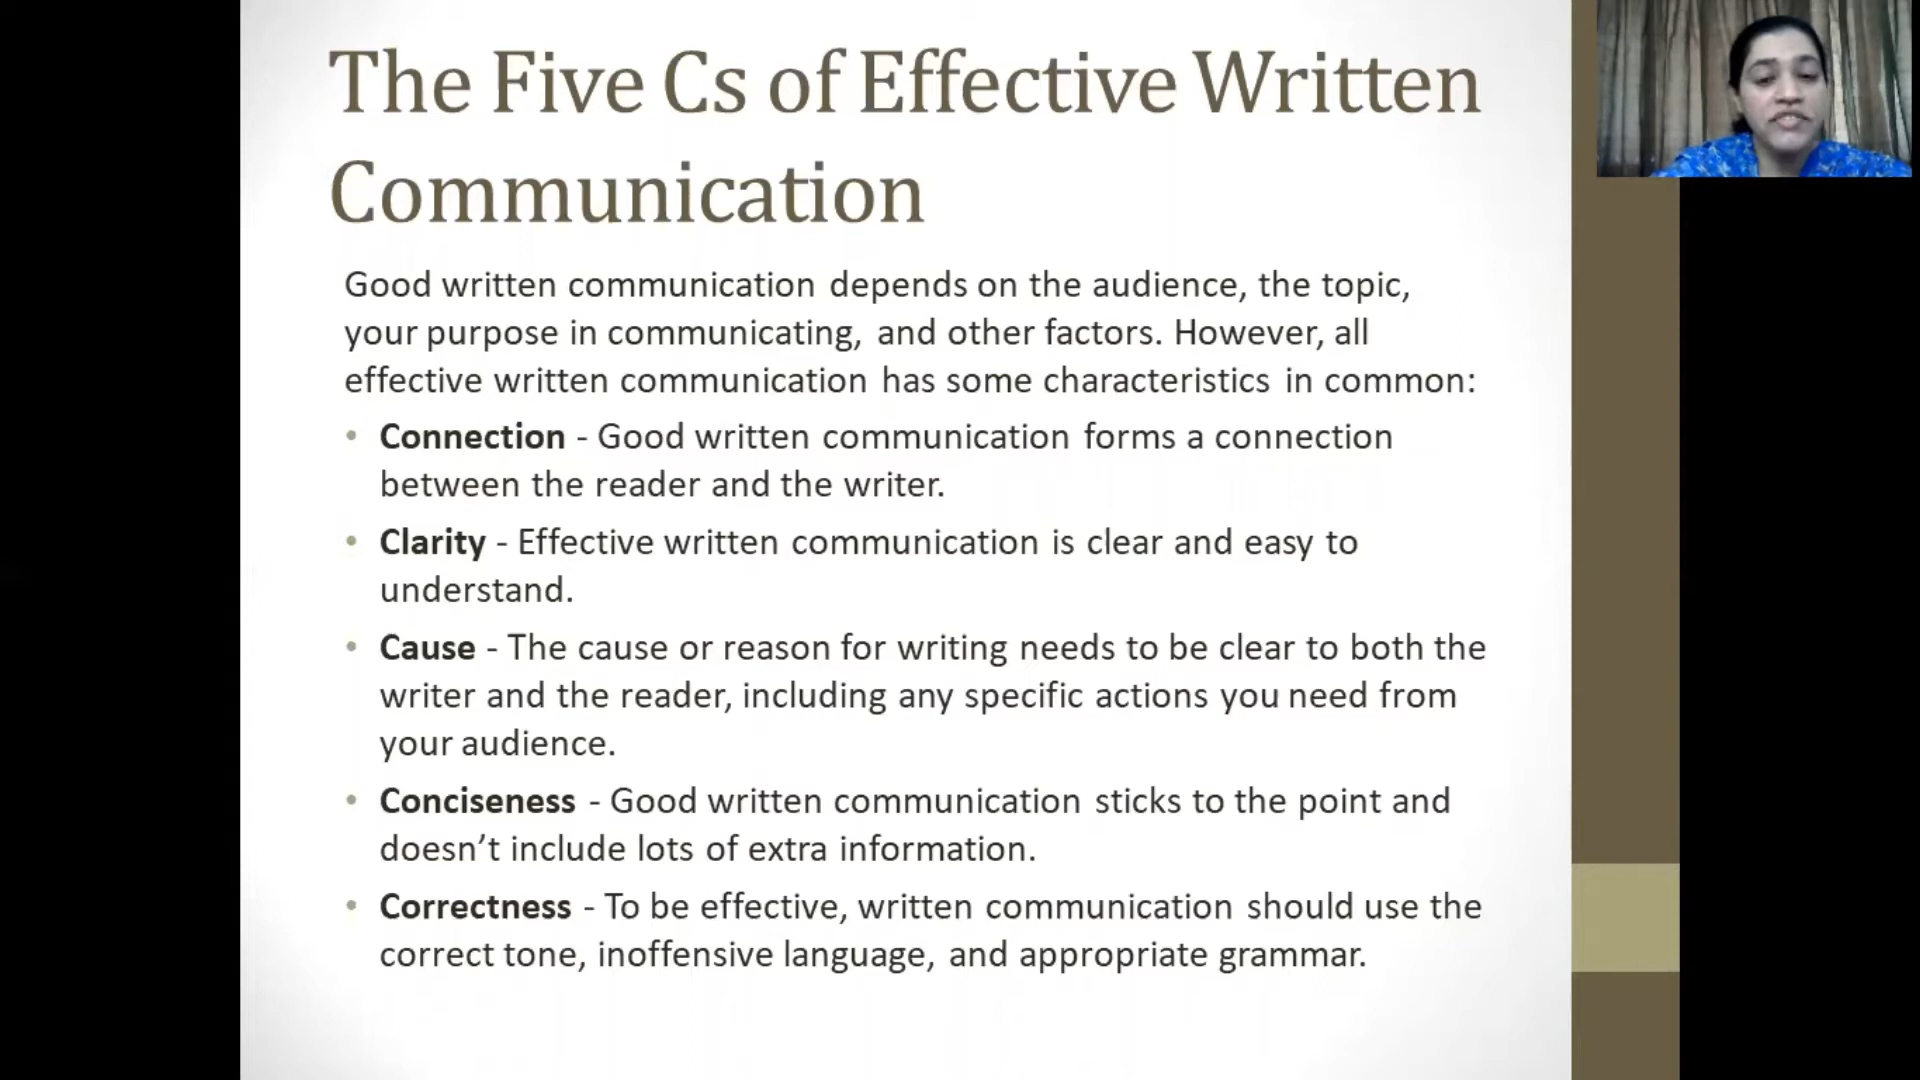 The Five Cs of Effective Written
Communication
Good written communication depends on the audience, the topic,
your purpose in communicating, and other factors. However, all
effective written communication has some characteristics in common:
• Connection - Good written communication forms a connection
between the reader and the writer.
• Clarity - Effective written communication is clear and easy to
understand.
• Cause - The cause or reason for writing needs to be clear to both the
writer and the reader, including any specific actions you need from
your audience.
• Conciseness - Good written communication sticks to the point and
doesn’t include lots of extra information.
• Correctness - To be effective, written communication should use the
correct tone, inoffensive language, and appropriate grammar.